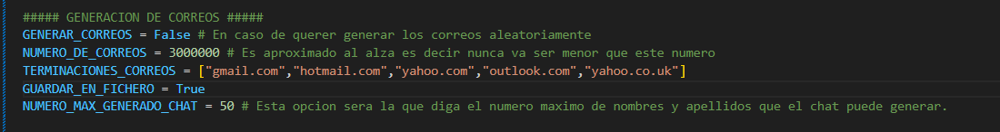 ##### GENERACION DE CORREOS #####
GENERAR_CORREOS = False # En caso de querer generar los correos aleatoriamente
NUMERO_DE_CORREOS = 3000000 # Es aproximado al alza es decir nunca va ser menor que este numero
TERMINACIONES_CORREOS = ["gmail.com","hotmail.com","yahoo.com","outlook.com","yahoo.co.uk"]
GUARDAR_EN_FICHERO = True
NUMERO_MAX_GENERADO_CHAT = 50 # Esta opcion sera la que diga el numero maximo de nombres y apellidos que el chat puede generar.